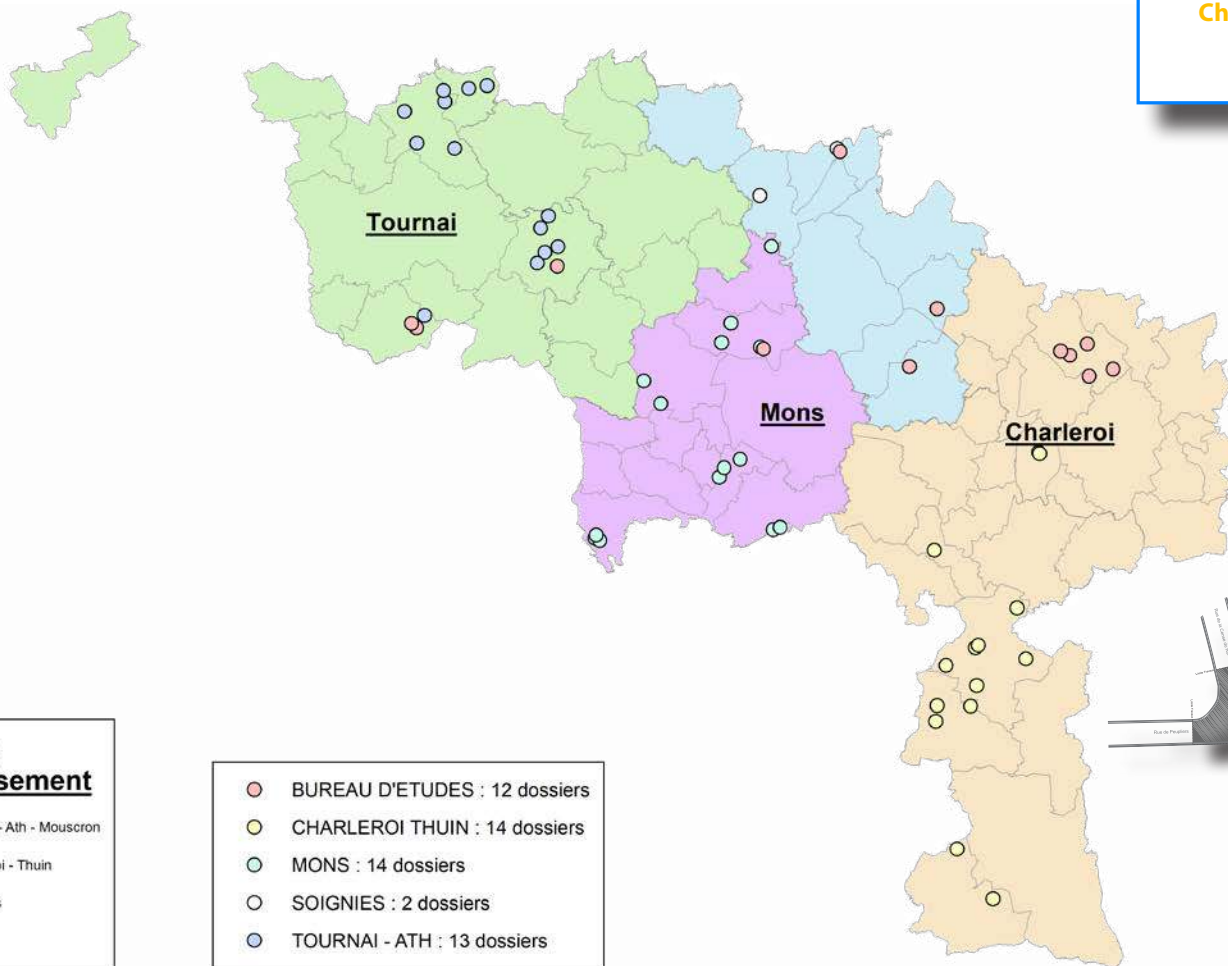 Ch
Tournai
Mons
Charleroi
sement
- Ath - Mouscron
oi - Thuin
s
BUREAU D'ETUDES : 12 dossiers
CHARLEROI THUIN : 14 dossiers
MONS : 14 dossiers
SOIGNIES : 2 dossiers
TOURNAI - ATH : 13 dossiers